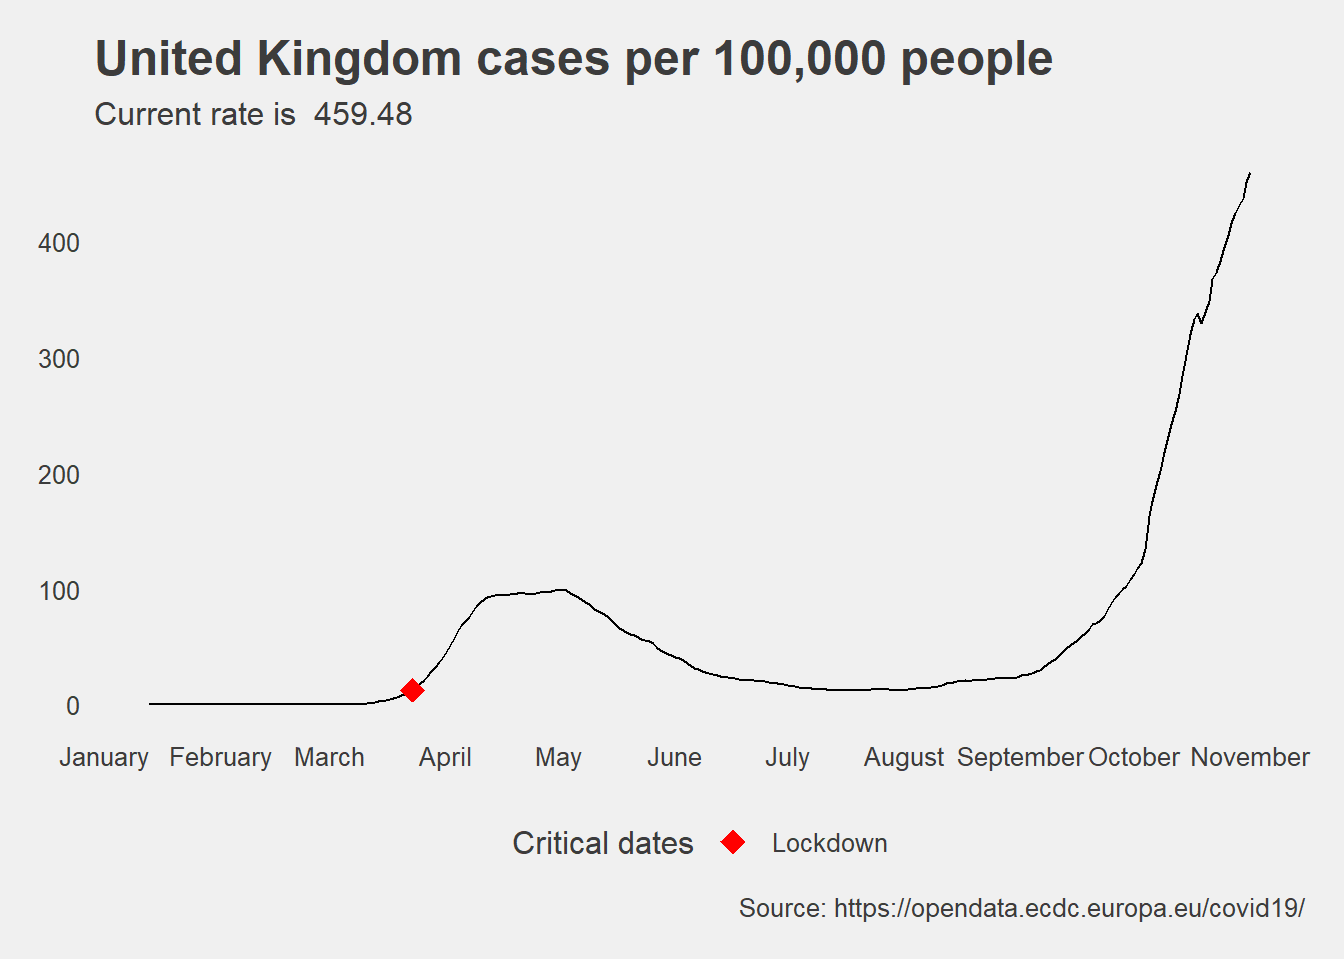 United Kingdom cases per 100,000 people
Current rate is  459.48
400
300
200
100
0
January February March April May June July August September October November
Critical dates Lockdown
Source: https://opendata.ecdc.europa.eu/covid19/